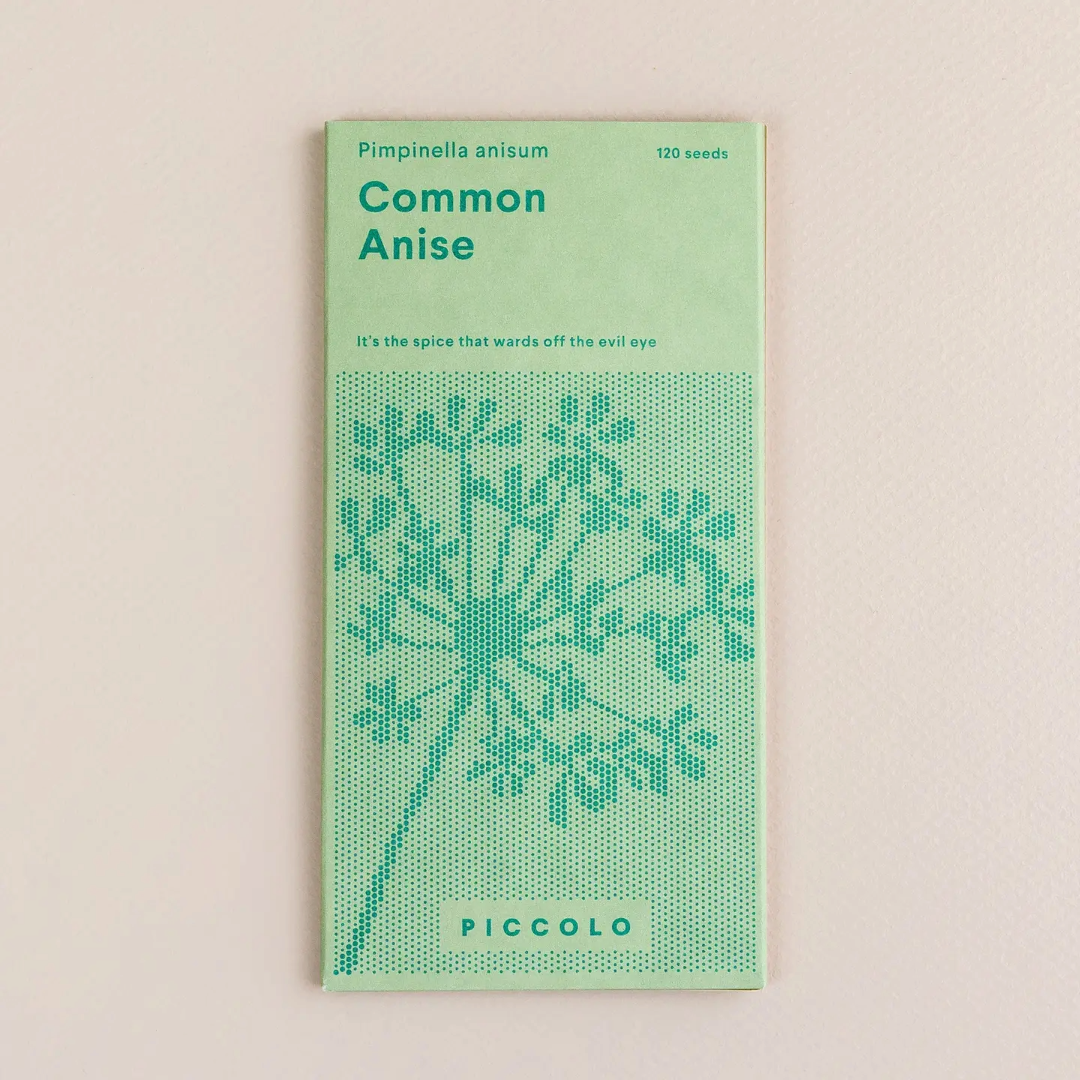 Pimpinella anisum
120 seeds
Common
Anise
It's the spice that wards off the evil eye
PICCOLO